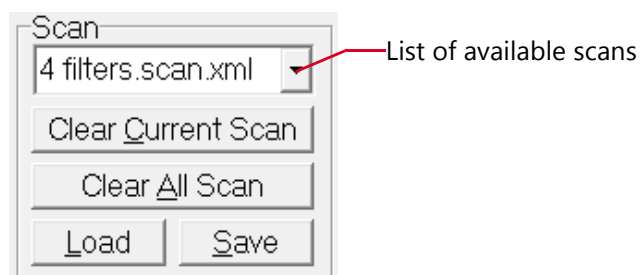 Scan
4 filters.scan.xml
List of available scans
Clear Current Scan
Clear All Scan
Load Save